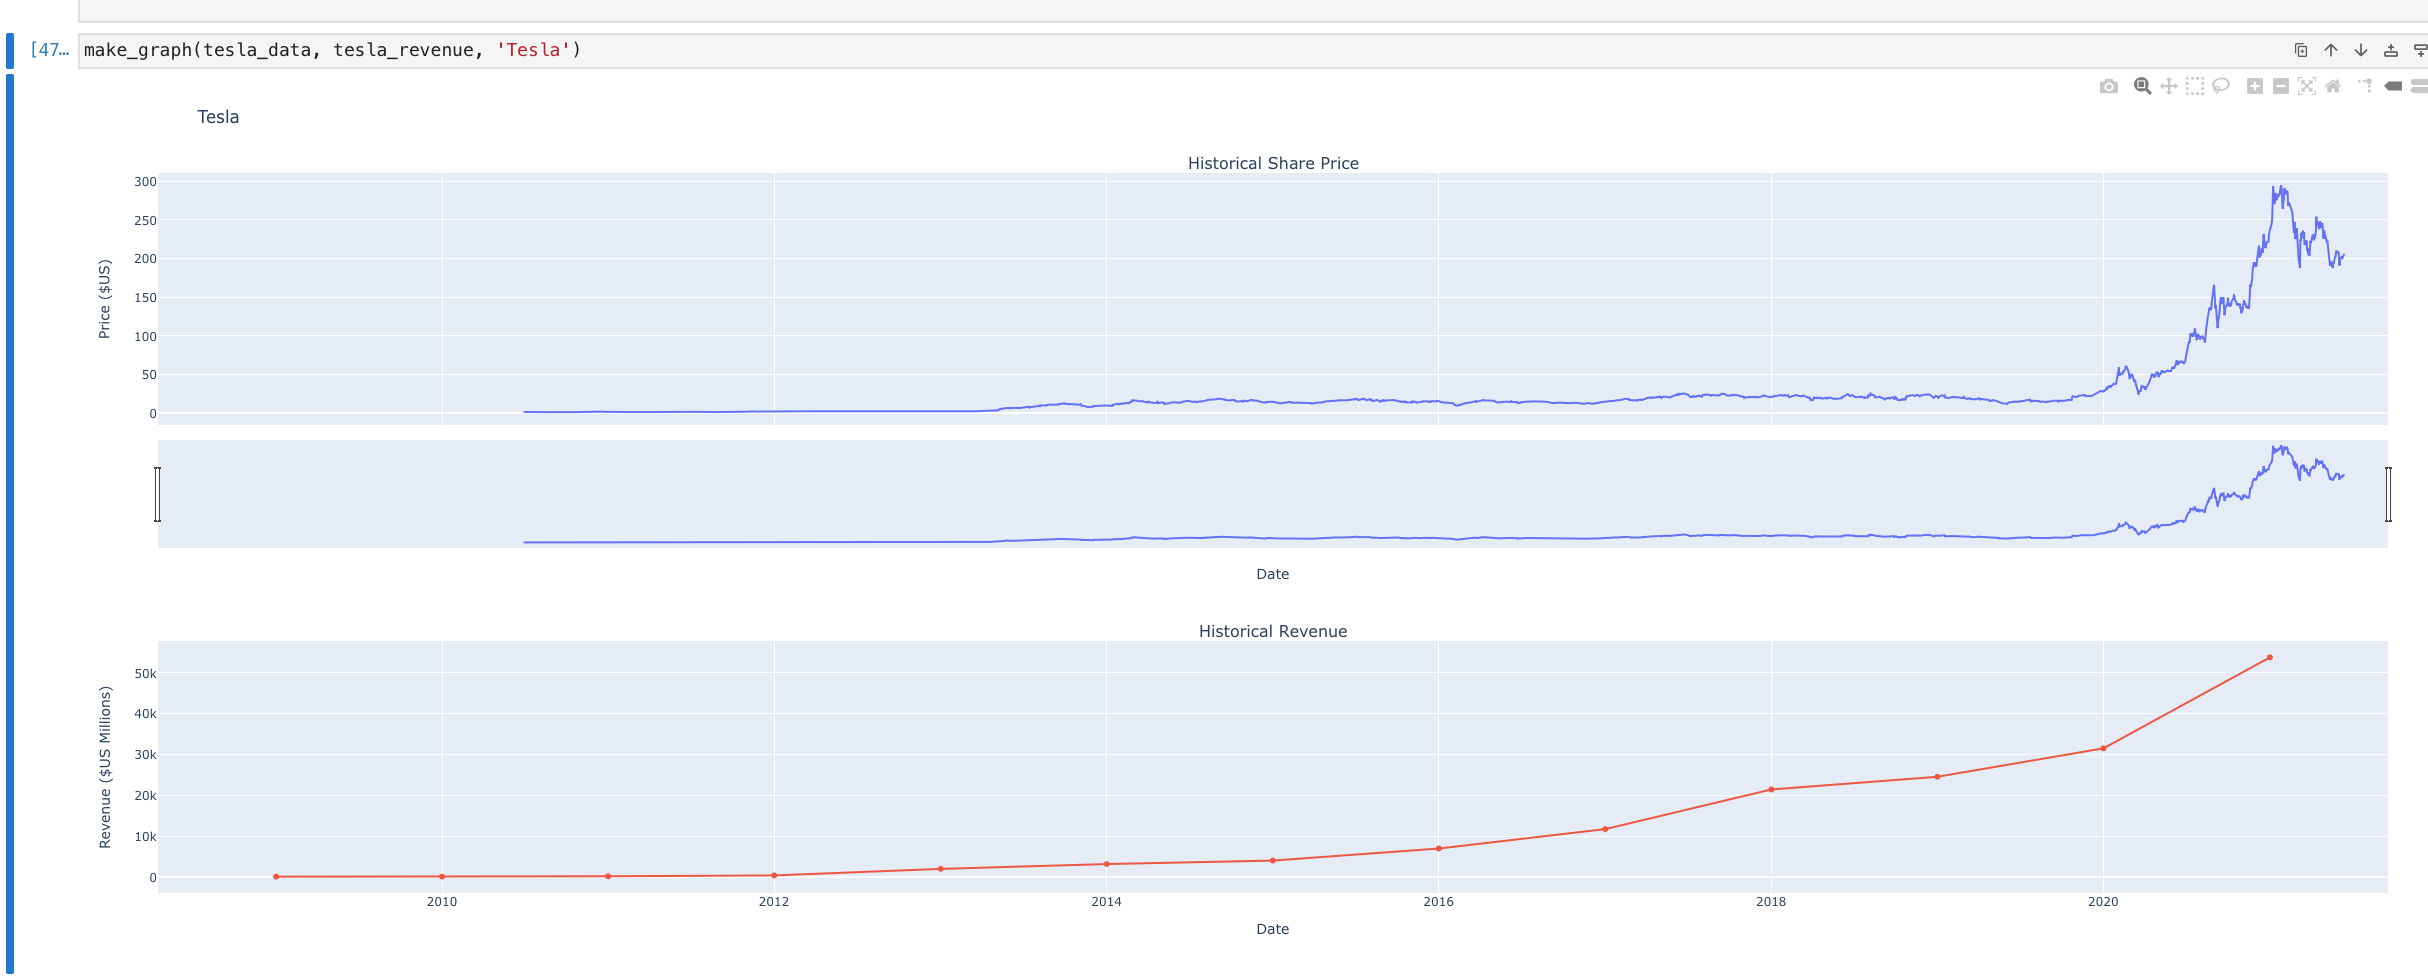 [47…
make_graph(tesla_data, tesla_revenue, 'Tesla')
Tesla
Historical Share Price
300
250
200
150
100
50
0
Price ($US)
Date
Historical Revenue
50k
40k
30k
20k
10k
0
Revenue ($US Millions)
2010 2012 2014 2016 2018 2020
Date